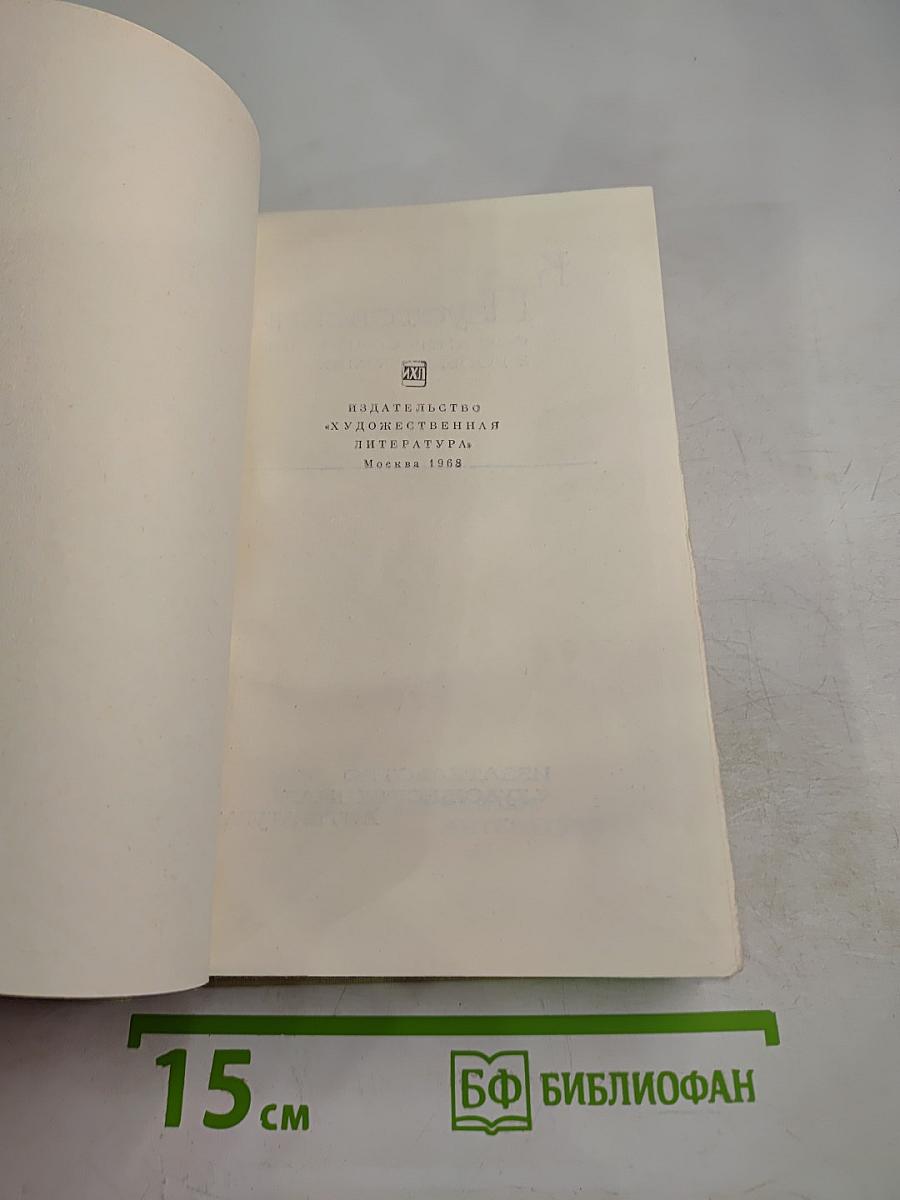 ИХЛ
ИЗДАТЕЛЬСТВО
«ХУДОЖЕСТВЕННАЯ
ЛИТЕРАТУРА»
Москва 1968
15 см
БФ БИБЛИОФАН